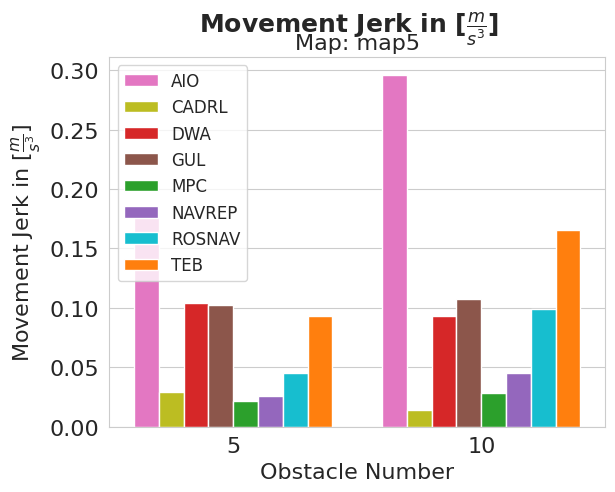 Movement Jerk in [m/s³]
Map: map5
Movement Jerk in [m/s³]
0.30
0.25
0.20
0.15
0.10
0.05
0.00
AIO
CADRL
DWA
GUL
MPC
NAVREP
ROSNAV
TEB
5 10
Obstacle Number